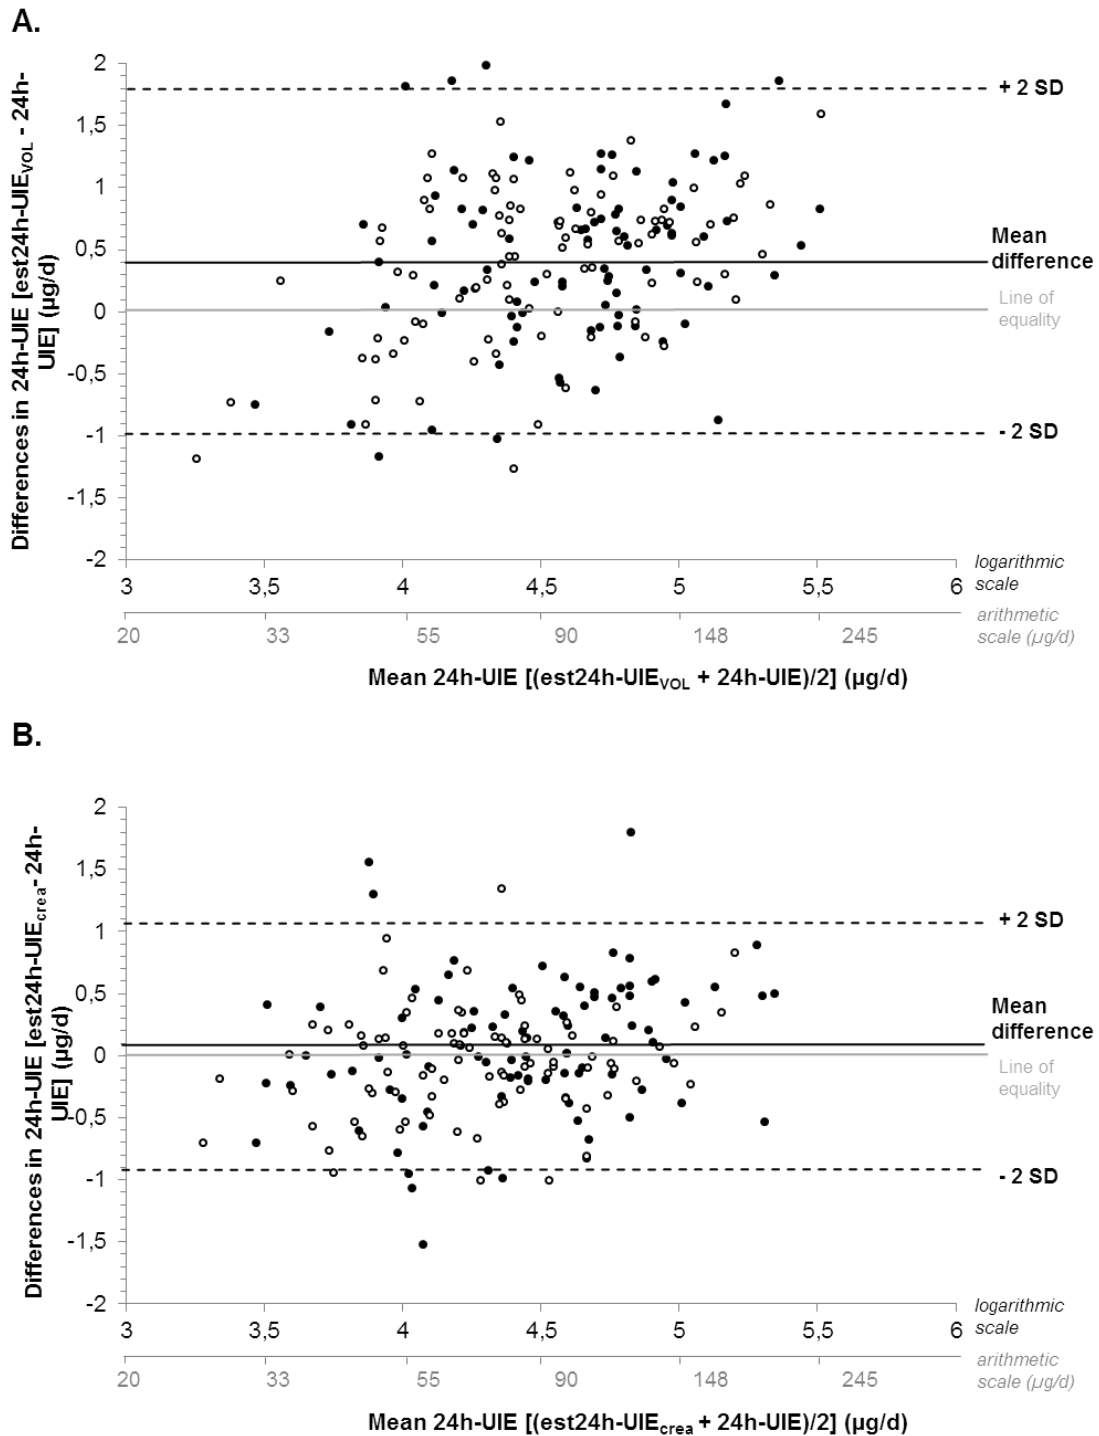 A.
Differences in 24h-UIE [est24h-UIEVOL - 24h-
UIE] (µg/d)
2
1,5
1
0,5
0
-0,5
-1
-1,5
-2
+ 2 SD
Mean
difference
Line of
equality
- 2 SD
3 3,5 4 4,5 5 5,5 6
logarithmic
scale
20 33 55 90 148 245
arithmetic
scale (µg/d)
Mean 24h-UIE [(est24h-UIEVOL + 24h-UIE)/2] (µg/d)
B.
Differences in 24h-UIE [est24h-UIEcrea- 24h-
UIE] (µg/d)
2
1,5
1
0,5
0
-0,5
-1
-1,5
-2
+ 2 SD
Mean
difference
Line of
equality
- 2 SD
3 3,5 4 4,5 5 5,5 6
logarithmic
scale
20 33 55 90 148 245
arithmetic
scale (µg/d)
Mean 24h-UIE [(est24h-UIEcrea + 24h-UIE)/2] (µg/d)